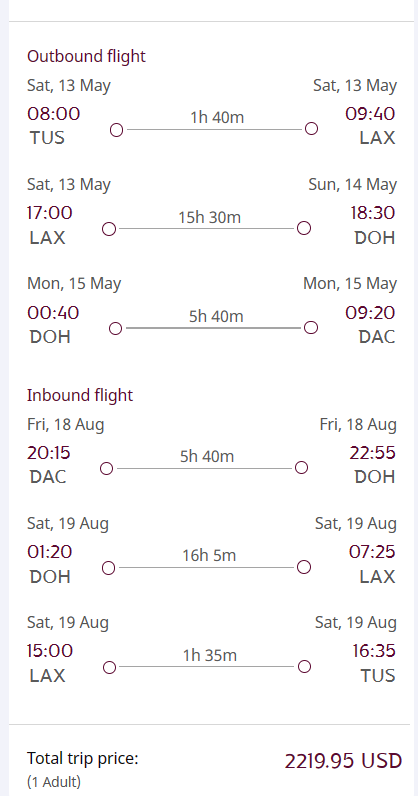 Outbound flight
Sat, 13 May Sat, 13 May
08:00 1h 40m 09:40
TUS LAX
Sat, 13 May Sun, 14 May
17:00 15h 30m 18:30
LAX DOH
Mon, 15 May Mon, 15 May
00:40 5h 40m 09:20
DOH DAC
Inbound flight
Fri, 18 Aug Fri, 18 Aug
20:15 5h 40m 22:55
DAC DOH
Sat, 19 Aug Sat, 19 Aug
01:20 16h 5m 07:25
DOH LAX
Sat, 19 Aug Sat, 19 Aug
15:00 1h 35m 16:35
LAX TUS
Total trip price: 2219.95 USD
(1 Adult)